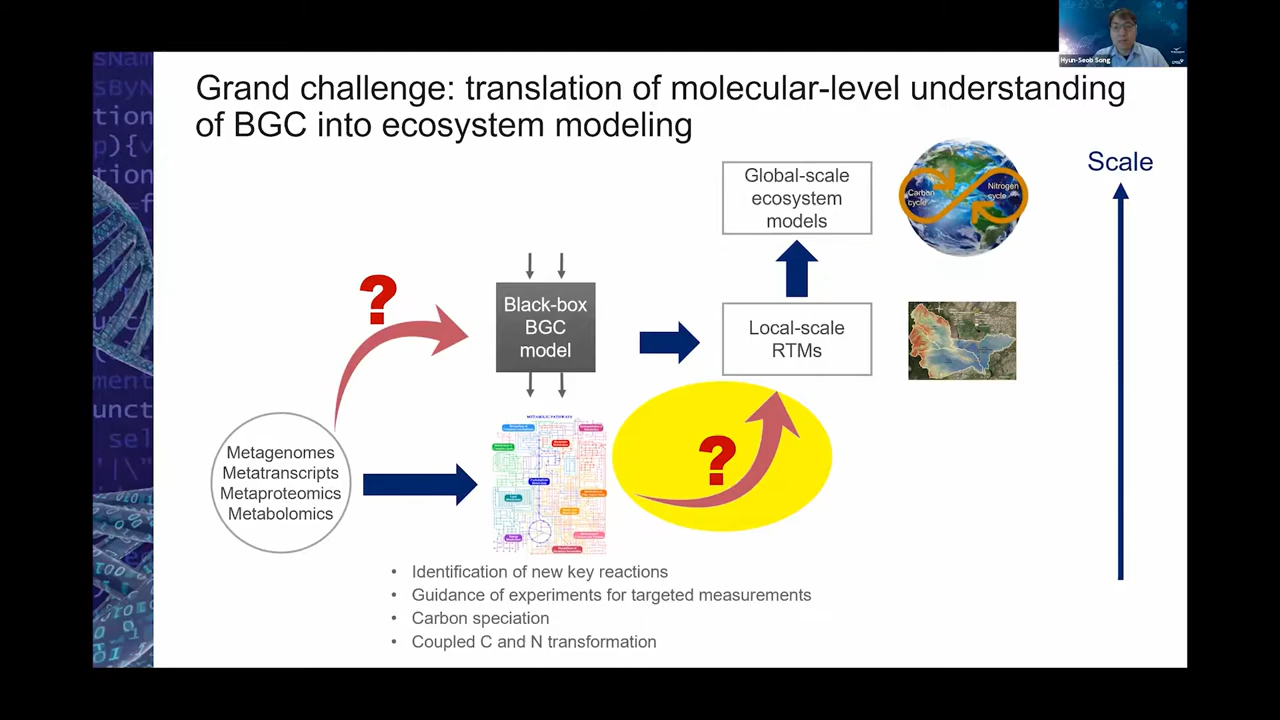 Hyun-Seob Song
Grand challenge: translation of molecular-level understanding
of BGC into ecosystem modeling
Scale
Global-scale
ecosystem
models
Carbon
cycle
Nitrogen
cycle
?
Black-box
BGC
model
Local-scale
RTMs
METABOLIC PATHWAYS
?
Metagenomes
Metatranscripts
Metaproteomics
Metabolomics
• Identification of new key reactions
• Guidance of experiments for targeted measurements
• Carbon speciation
• Coupled C and N transformation